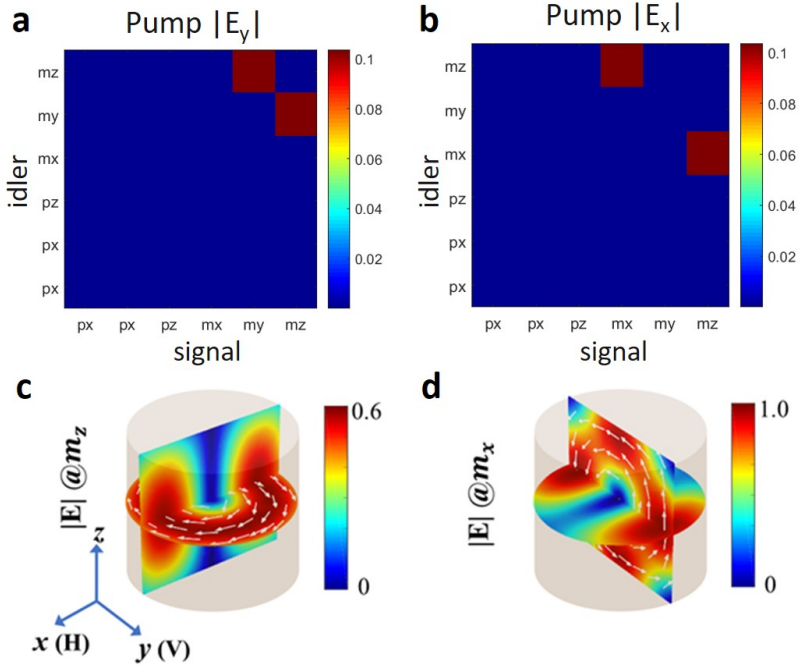 a
Pump |Ey|
mz
my
mx
pz
px
px
idler
px px pz mx my mz
signal
0.1
0.08
0.06
0.04
0.02
b
Pump |Ex|
mz
my
mx
pz
px
px
idler
px px pz mx my mz
signal
0.1
0.08
0.06
0.04
0.02
c
|E| @mz
0.6
0
z
x (H)
y (V)
d
|E| @mx
1.0
0